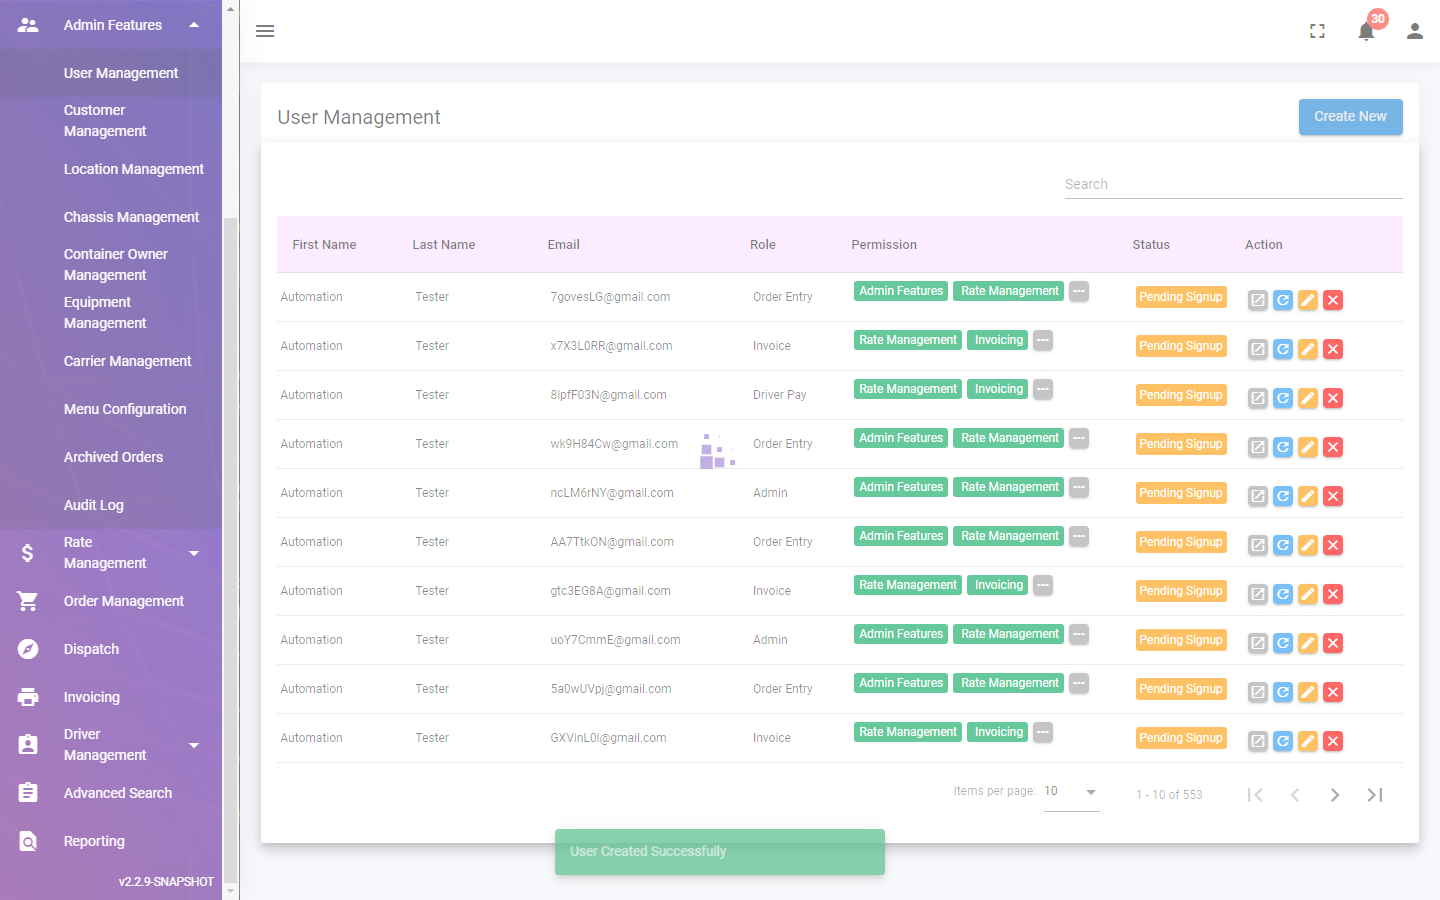 Admin Features
User Management
Customer
Management
Location Management
Chassis Management
Container Owner
Management
Equipment
Management
Carrier Management
Menu Configuration
Archived Orders
Audit Log
Rate
Management
Order Management
Dispatch
Invoicing
Driver
Management
Advanced Search
Reporting
v2.2.9-SNAPSHOT
30
User Management
Create New
Search
First Name Last Name Email Role Permission Status Action
Automation Tester 7govesLG@gmail.com Order Entry Admin Features Rate Management --- Pending Signup
Automation Tester x7X3L0RR@gmail.com Invoice Rate Management Invoicing --- Pending Signup
Automation Tester 8lpfF03N@gmail.com Driver Pay Rate Management Invoicing --- Pending Signup
Automation Tester wk9H84Cw@gmail.com Order Entry Admin Features Rate Management --- Pending Signup
Automation Tester ncLM6rNY@gmail.com Admin Admin Features Rate Management --- Pending Signup
Automation Tester AA7TtkON@gmail.com Order Entry Admin Features Rate Management --- Pending Signup
Automation Tester gtc3EG8A@gmail.com Invoice Rate Management Invoicing --- Pending Signup
Automation Tester uoY7CmmE@gmail.com Admin Admin Features Rate Management --- Pending Signup
Automation Tester 5a0wUVpj@gmail.com Order Entry Admin Features Rate Management --- Pending Signup
Automation Tester GXVinL0l@gmail.com Invoice Rate Management Invoicing --- Pending Signup
Items per page: 10 1 - 10 of 553
User Created Successfully